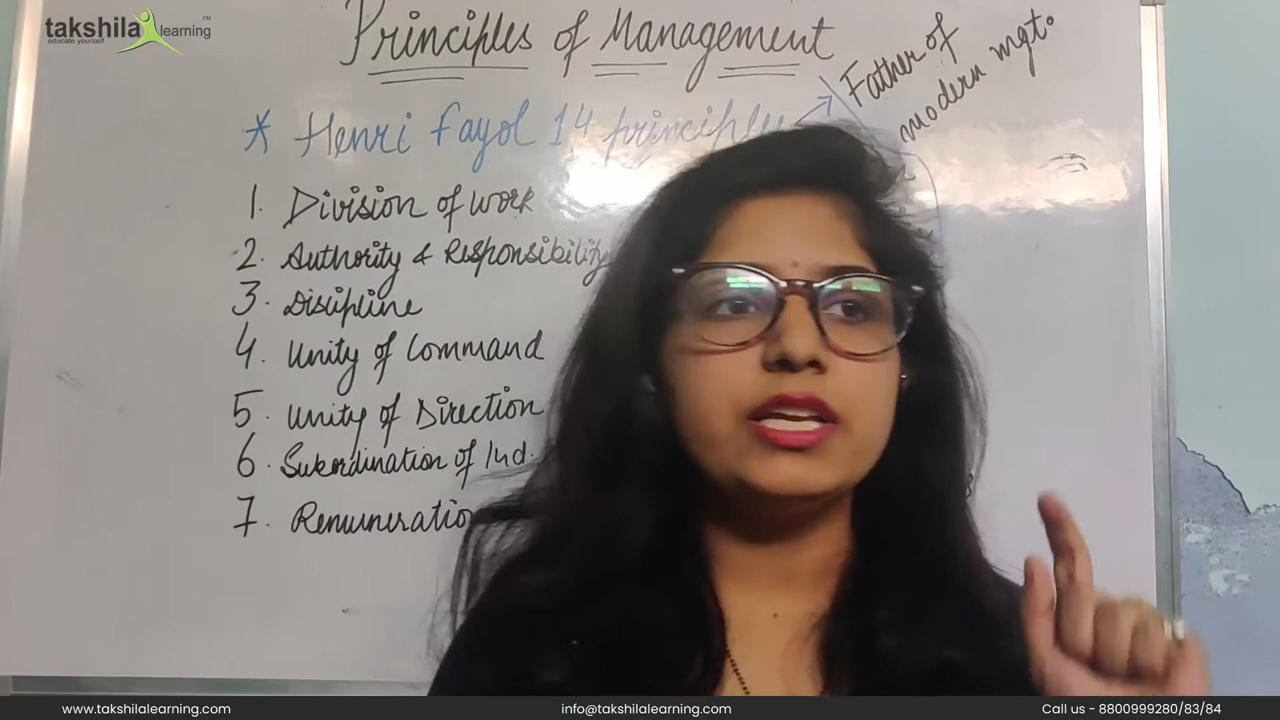 takshila learning™
educate yourself
Principles of Management
* Henri Fayol 14 principles
Father of
modern mgt.
1. Division of work
2. Authority & Responsibility
3. Discipline
4. Unity of Command
5. Unity of Direction
6. Subordination of Ind.
7. Remuneratio
www.takshilalearning.com
info@takshilalearning.com
Call us - 8800999280/83/84